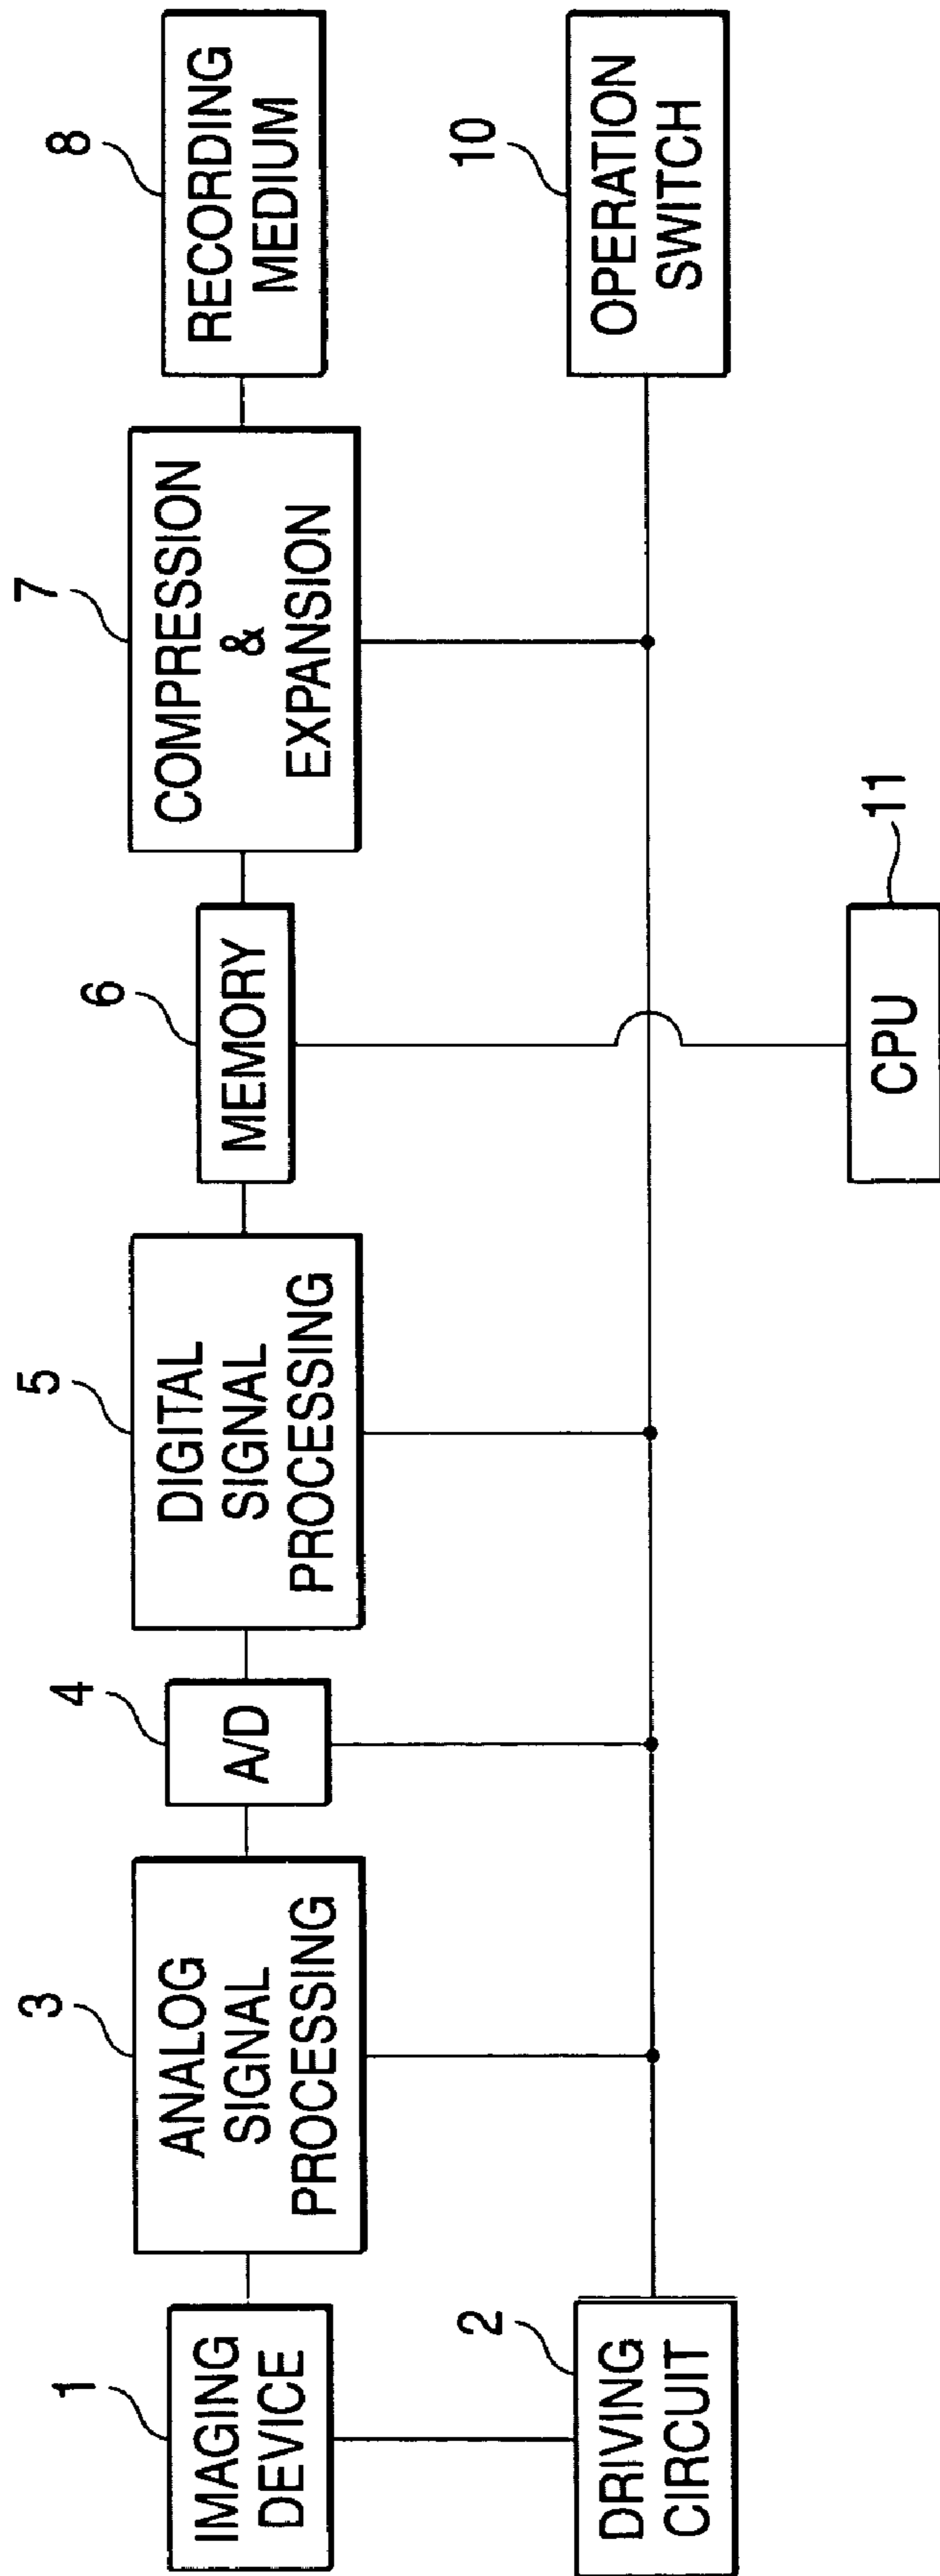 1
IMAGING
DEVICE
3
ANALOG
SIGNAL
PROCESSING
4
A/D
5
DIGITAL
SIGNAL
PROCESSING
6
MEMORY
7
COMPRESSION
&
EXPANSION
8
RECORDING
MEDIUM
2
DRIVING
CIRCUIT
10
OPERATION
SWITCH
11
CPU